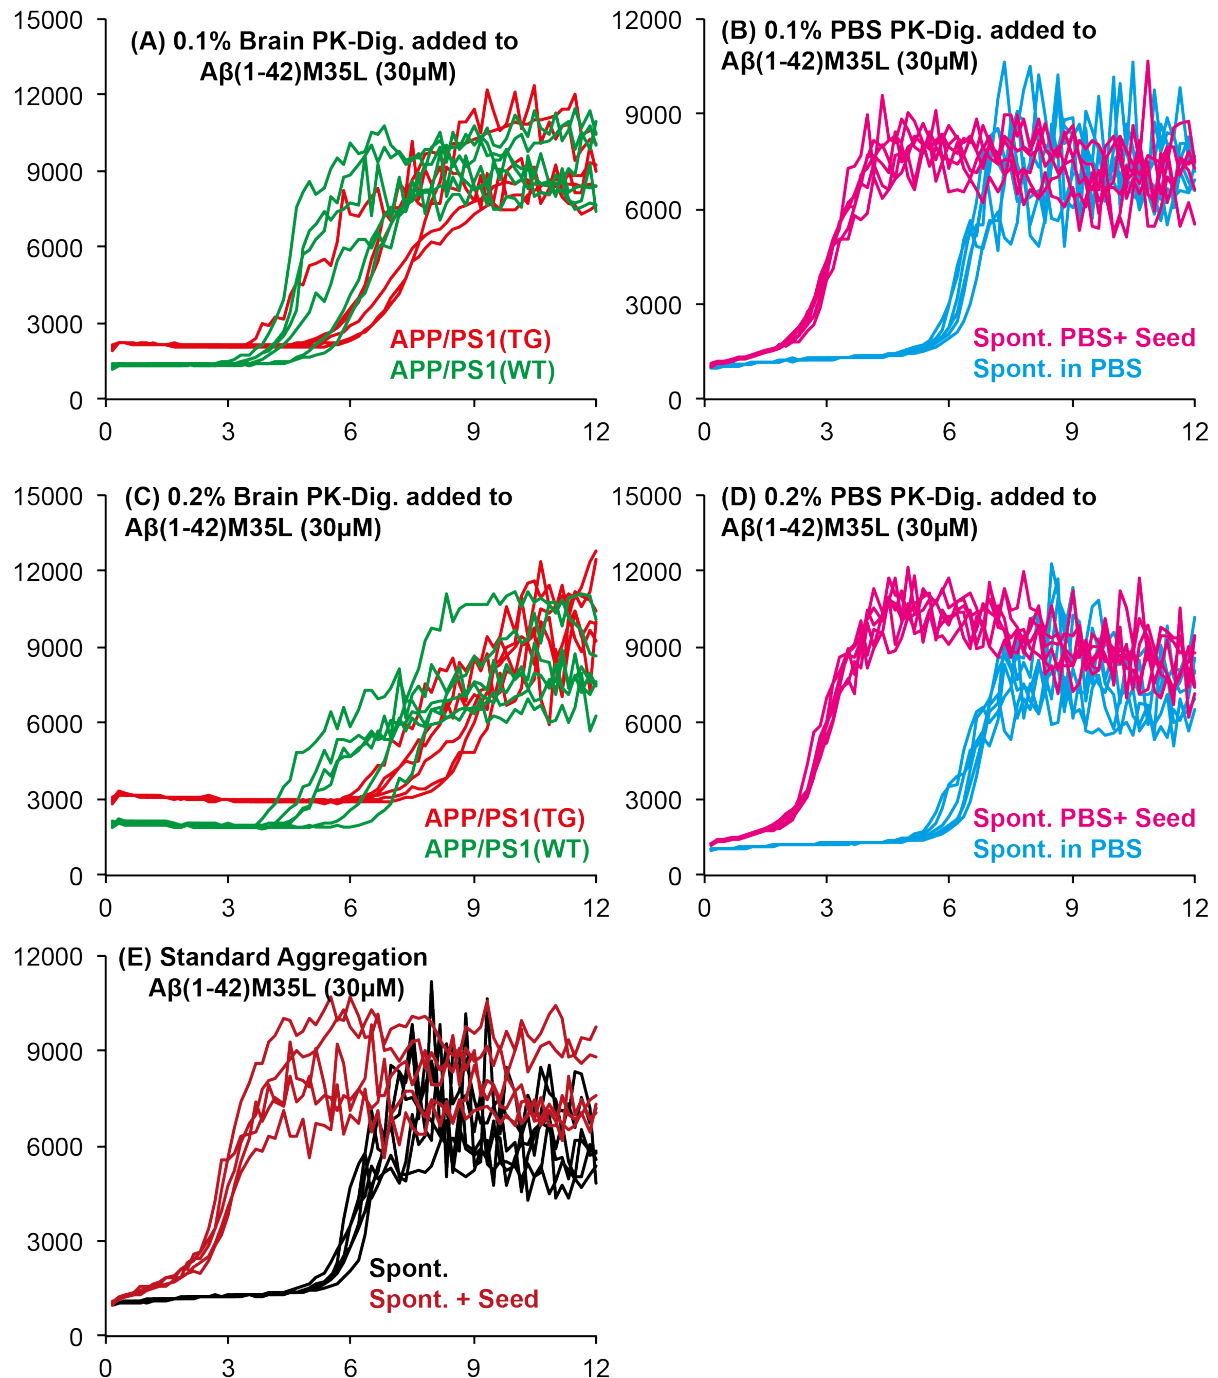 (A) 0.1% Brain PK-Dig. added to
Aβ(1-42)M35L (30µM)
15000
12000
9000
6000
3000
0
APP/PS1(TG)
APP/PS1(WT)
0 3 6 9 12
(B) 0.1% PBS PK-Dig. added to
Aβ(1-42)M35L (30µM)
12000
9000
6000
3000
0
Spont. PBS+ Seed
Spont. in PBS
0 3 6 9 12
(C) 0.2% Brain PK-Dig. added to
Aβ(1-42)M35L (30µM)
15000
12000
9000
6000
3000
0
APP/PS1(TG)
APP/PS1(WT)
0 3 6 9 12
(D) 0.2% PBS PK-Dig. added to
Aβ(1-42)M35L (30µM)
15000
12000
9000
6000
3000
0
Spont. PBS+ Seed
Spont. in PBS
0 3 6 9 12
(E) Standard Aggregation
Aβ(1-42)M35L (30µM)
12000
9000
6000
3000
0
Spont.
Spont. + Seed
0 3 6 9 12